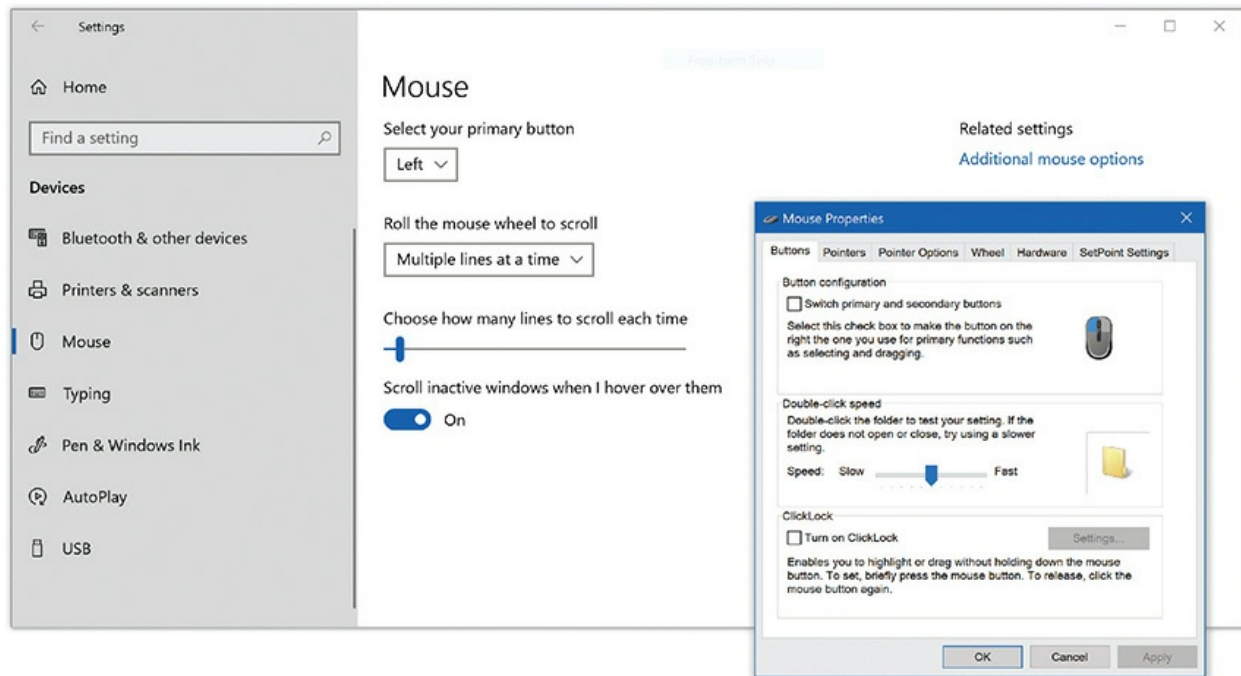 Settings
Home
Find a setting
Devices
Bluetooth & other devices
Printers & scanners
Mouse
Typing
Pen & Windows Ink
AutoPlay
USB
Mouse
Select your primary button
Left
Roll the mouse wheel to scroll
Multiple lines at a time
Choose how many lines to scroll each time
Scroll inactive windows when I hover over them
On
Related settings
Additional mouse options
Mouse Properties
Buttons Pointers Pointer Options Wheel Hardware SetPoint Settings
Button configuration
Switch primary and secondary buttons
Select this check box to make the button on the
right the one you use for primary functions such
as selecting and dragging.
Double-click speed
Double-click the folder to test your setting. If the
folder does not open or close, try using a slower
setting.
Speed: Slow Fast
ClickLock
Turn on ClickLock
Settings...
Enables you to highlight or drag without holding down the mouse
button. To set, briefly press the mouse button. To release, click the
mouse button again.
OK Cancel Apply